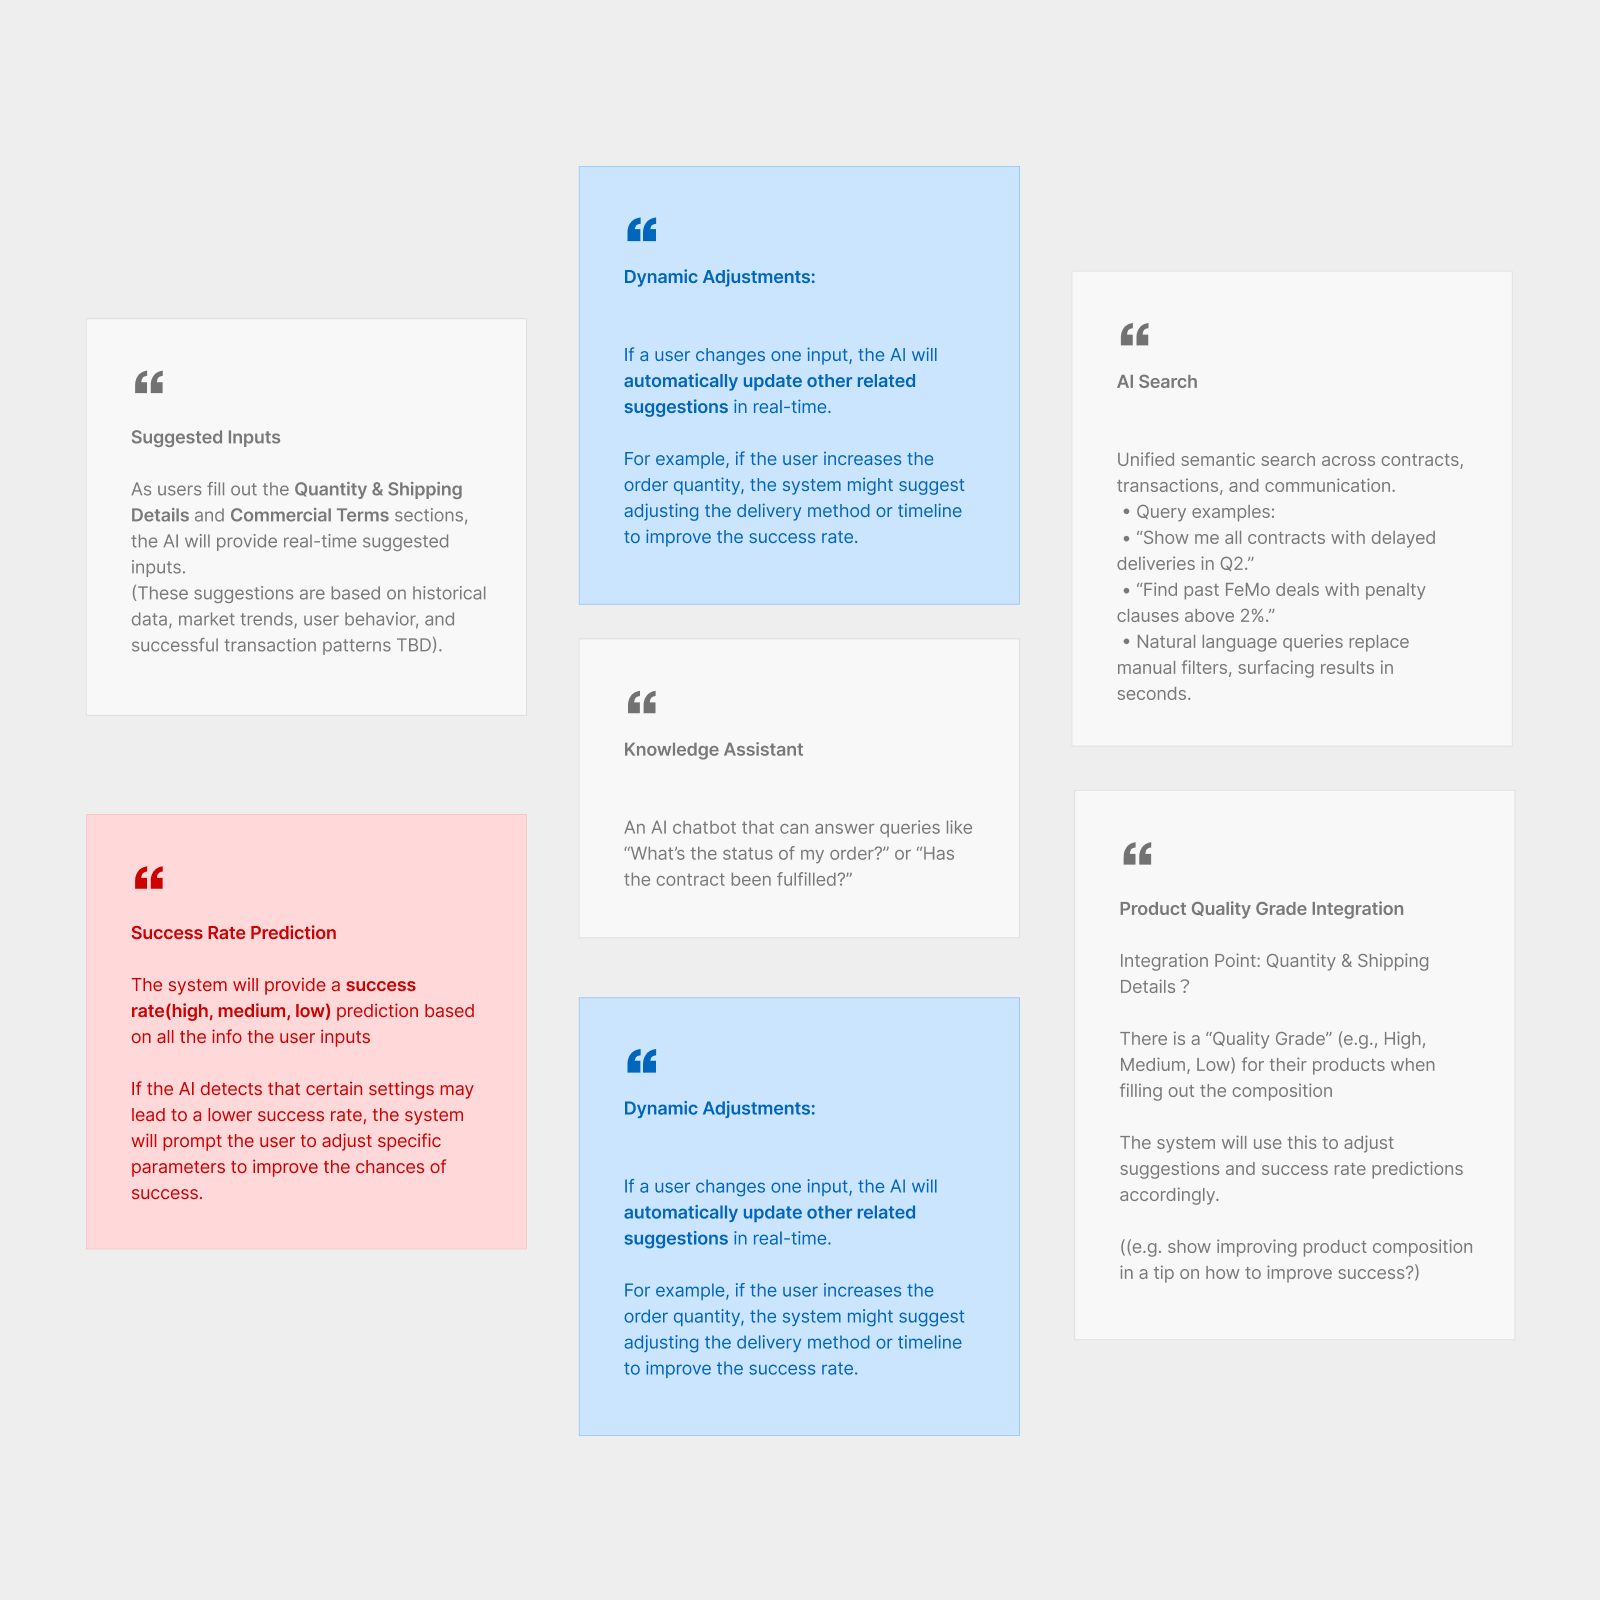 “
Suggested Inputs
As users fill out the Quantity & Shipping
Details and Commercial Terms sections,
the AI will provide real-time suggested
inputs.
(These suggestions are based on historical
data, market trends, user behavior, and
successful transaction patterns TBD).
“
Success Rate Prediction
The system will provide a success
rate(high, medium, low) prediction based
on all the info the user inputs
If the AI detects that certain settings may
lead to a lower success rate, the system
will prompt the user to adjust specific
parameters to improve the chances of
success.
“
Dynamic Adjustments:
If a user changes one input, the AI will
automatically update other related
suggestions in real-time.
For example, if the user increases the
order quantity, the system might suggest
adjusting the delivery method or timeline
to improve the success rate.
“
Knowledge Assistant
An AI chatbot that can answer queries like
“What’s the status of my order?” or “Has
the contract been fulfilled?”
“
Dynamic Adjustments:
If a user changes one input, the AI will
automatically update other related
suggestions in real-time.
For example, if the user increases the
order quantity, the system might suggest
adjusting the delivery method or timeline
to improve the success rate.
“
AI Search
Unified semantic search across contracts,
transactions, and communication.
• Query examples:
• “Show me all contracts with delayed
deliveries in Q2.”
• “Find past FeMo deals with penalty
clauses above 2%.”
• Natural language queries replace
manual filters, surfacing results in
seconds.
“
Product Quality Grade Integration
Integration Point: Quantity & Shipping
Details？
There is a “Quality Grade” (e.g., High,
Medium, Low) for their products when
filling out the composition
The system will use this to adjust
suggestions and success rate predictions
accordingly.
((e.g. show improving product composition
in a tip on how to improve success?)